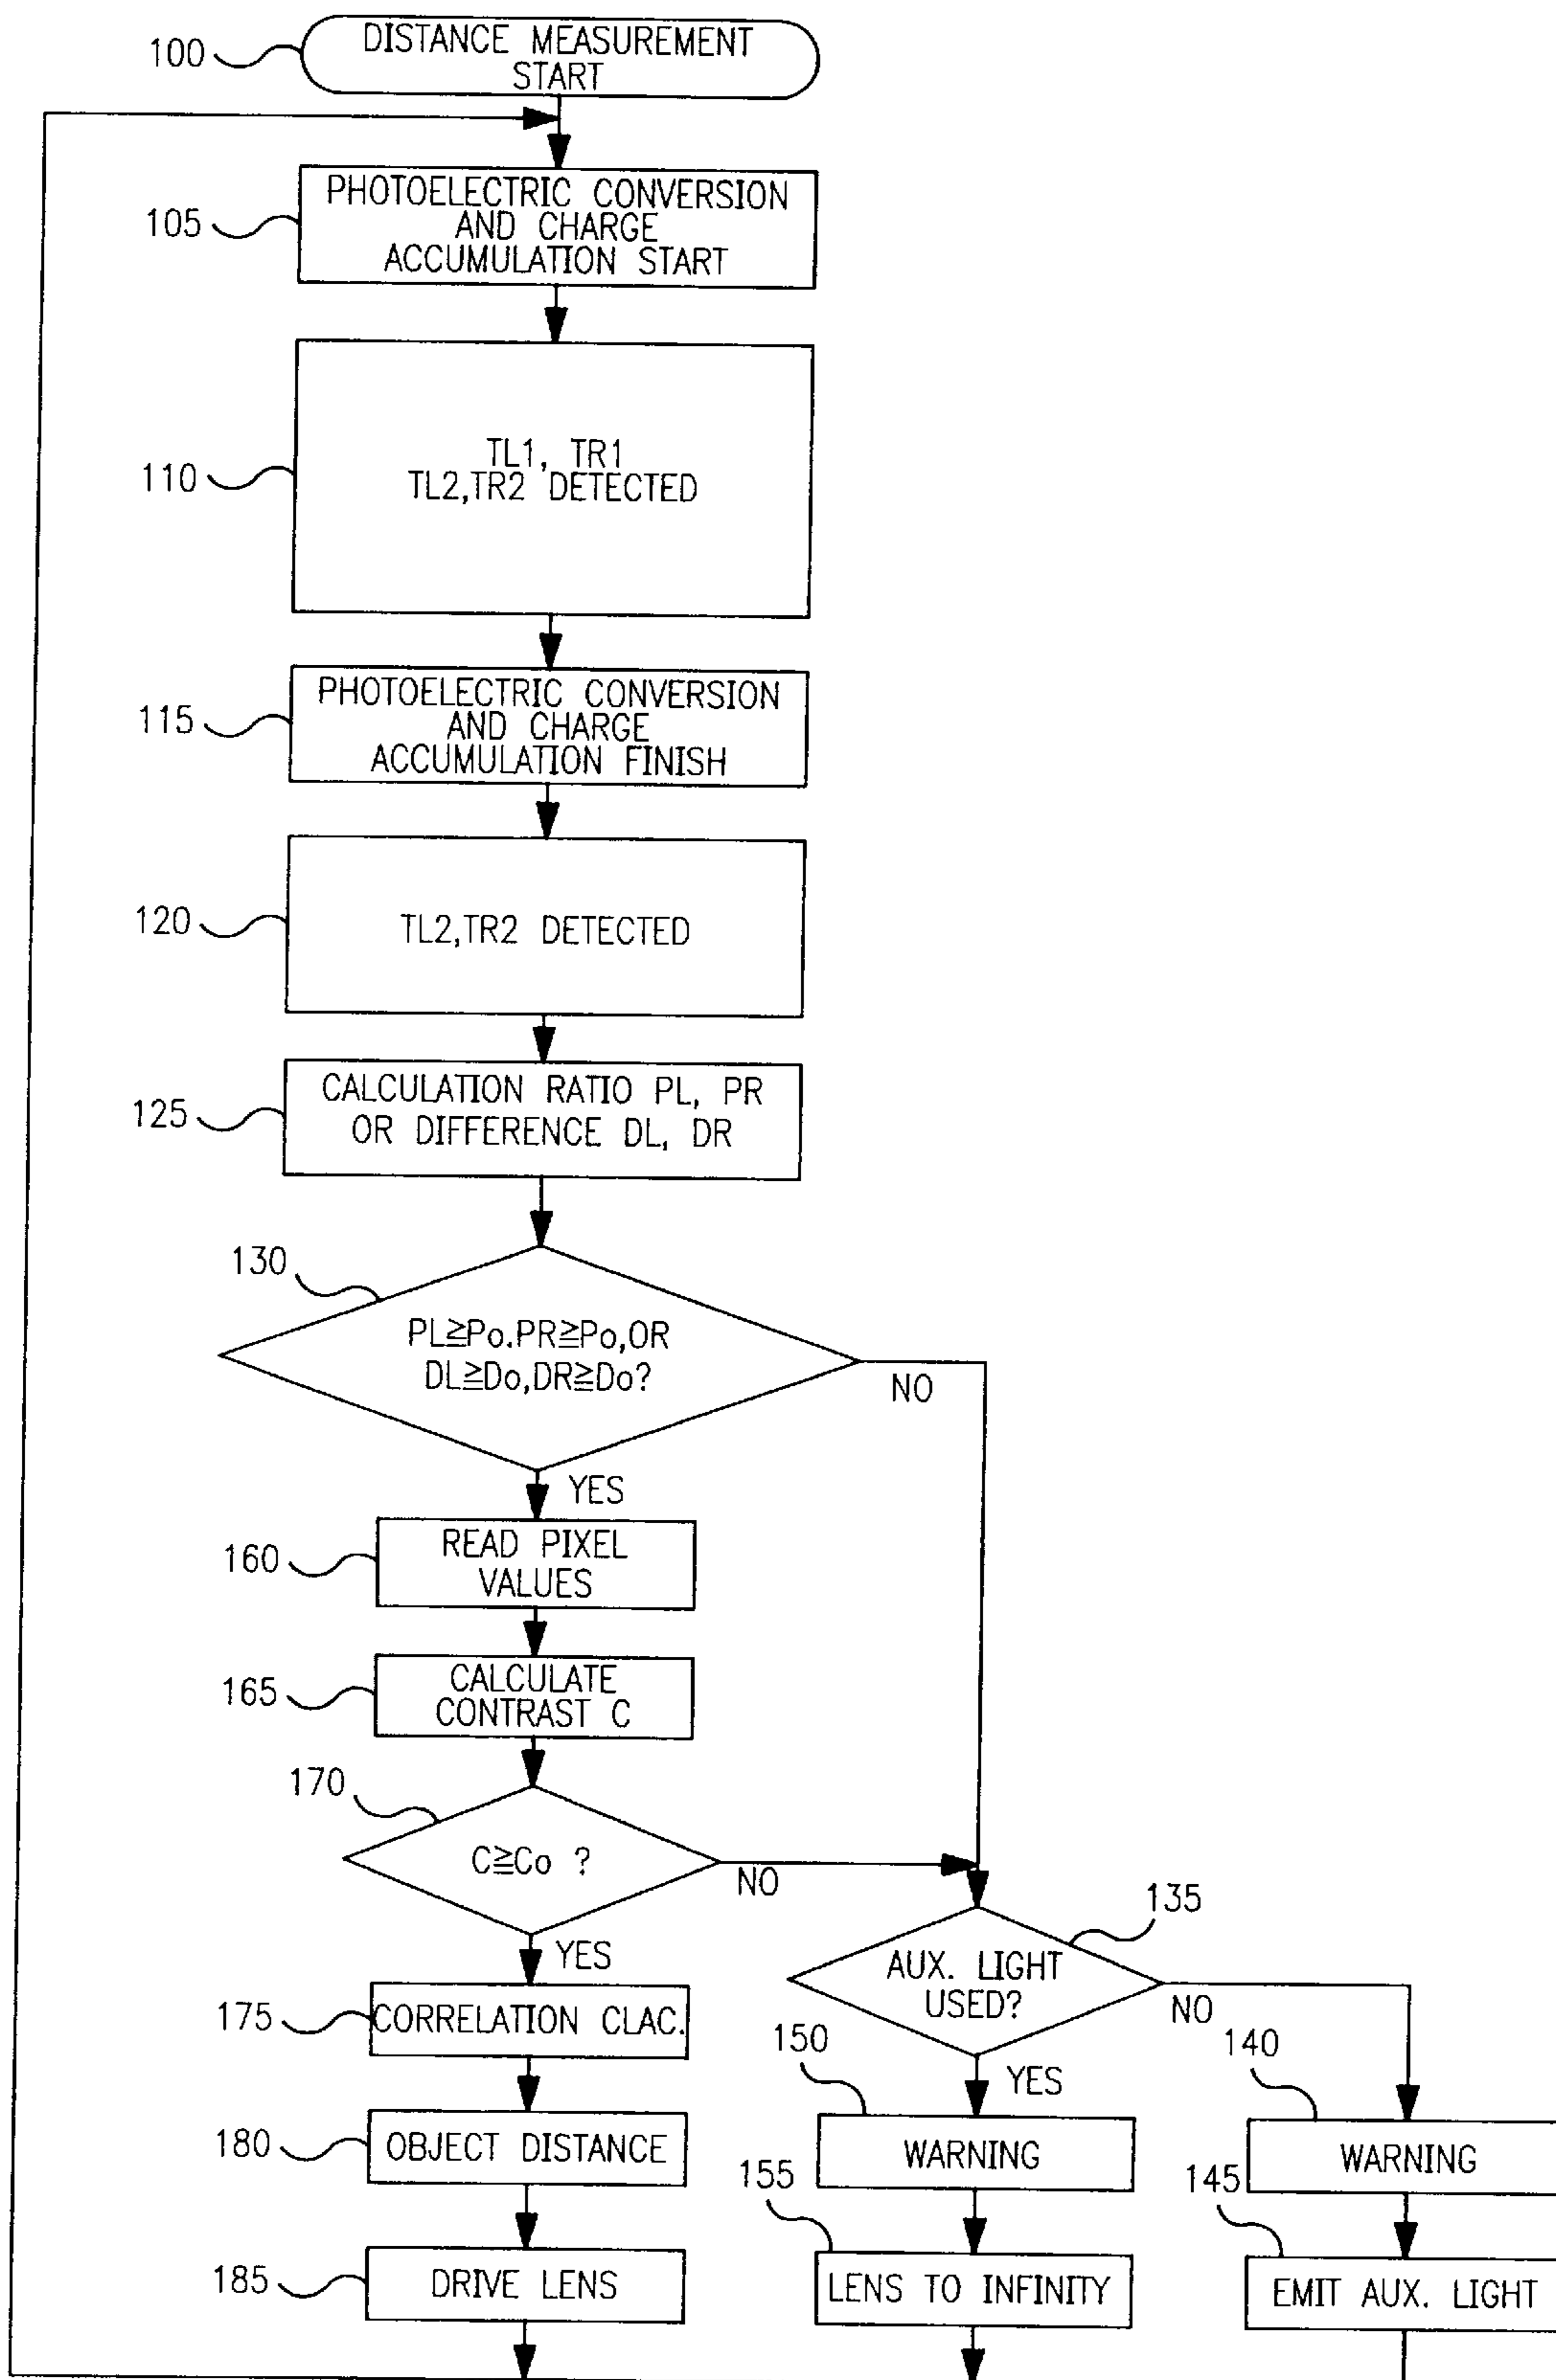 100
DISTANCE MEASUREMENT
START
105
PHOTOELECTRIC CONVERSION
AND CHARGE
ACCUMULATION START
110
TL1, TR1
TL2,TR2 DETECTED
115
PHOTOELECTRIC CONVERSION
AND CHARGE
ACCUMULATION FINISH
120
TL2,TR2 DETECTED
125
CALCULATION RATIO PL, PR
OR DIFFERENCE DL, DR
130
PL≧Po.PR≧Po,OR
DL≧Do,DR≧Do?
NO
YES
160
READ PIXEL
VALUES
165
CALCULATE
CONTRAST C
170
C≧Co ?
NO
YES
135
AUX. LIGHT
USED?
NO
YES
175
CORRELATION CLAC.
150
WARNING
140
WARNING
180
OBJECT DISTANCE
155
LENS TO INFINITY
145
EMIT AUX. LIGHT
185
DRIVE LENS